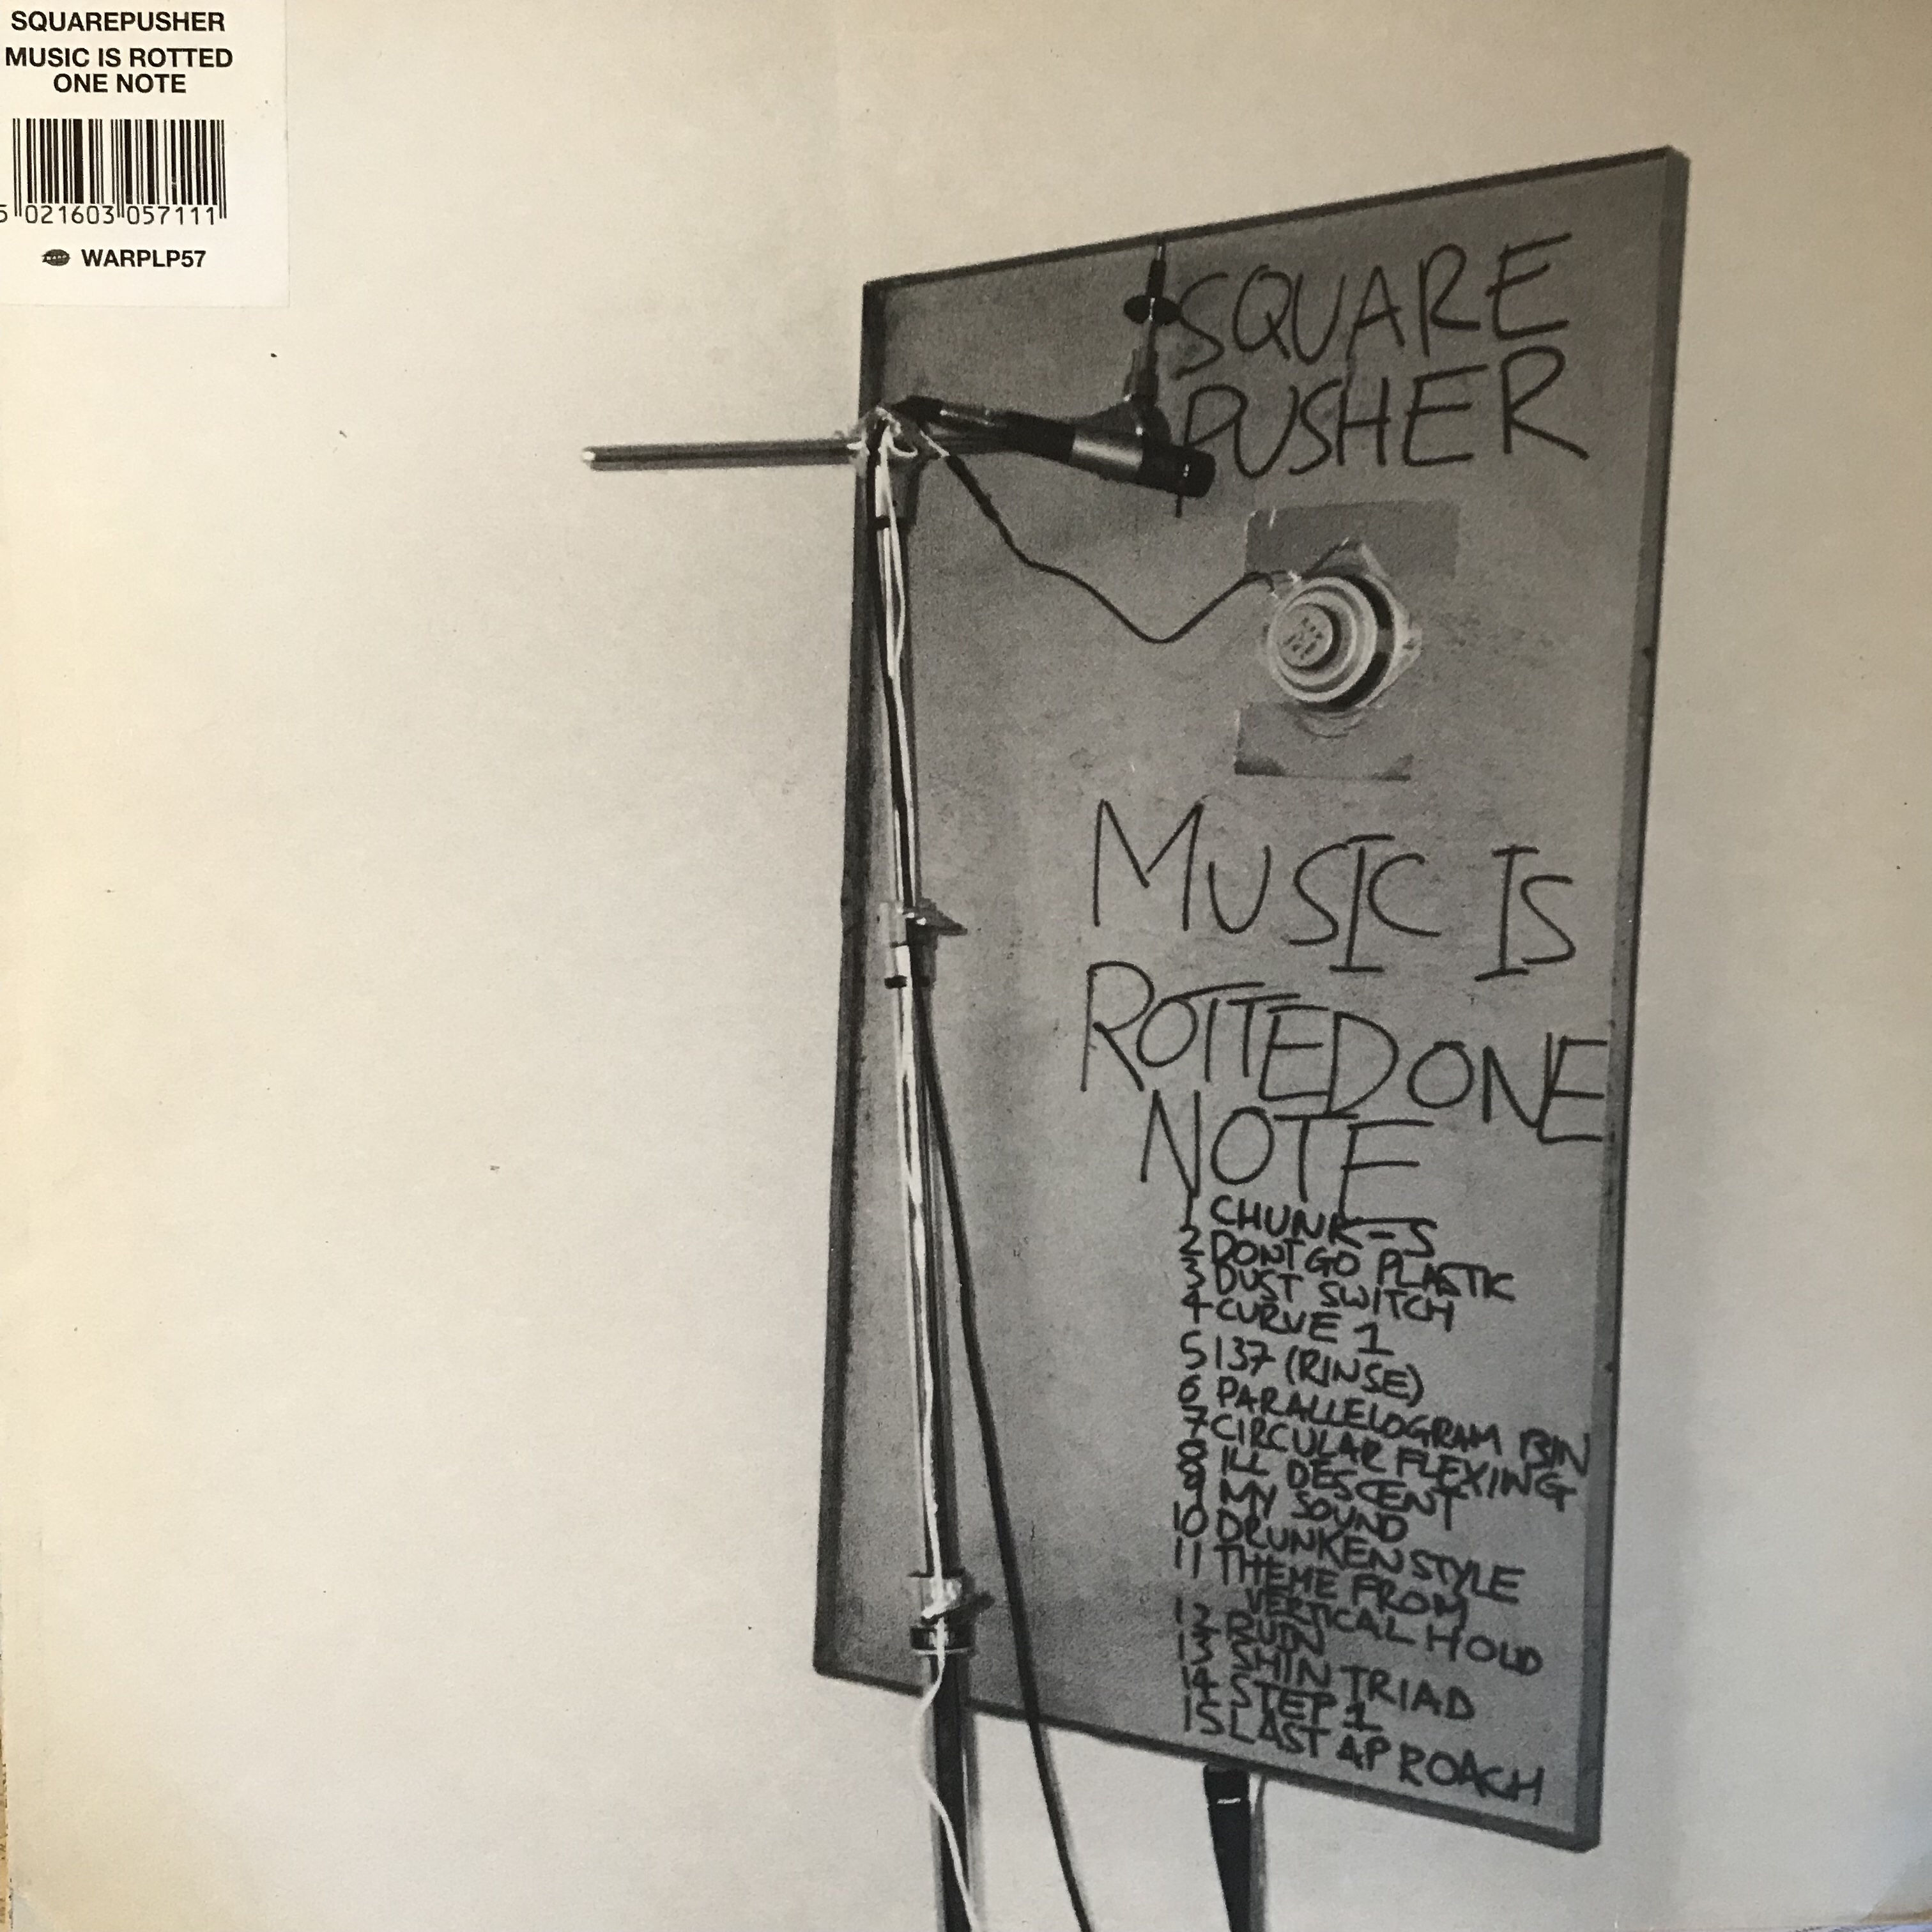 SQUAREPUSHER
MUSIC IS ROTTED
ONE NOTE
5 021603 057111
WARPLP57
SQUARE
PUSHER
MUSIC IS
ROTTED ONE
NOTE
1 CHUNK-S
2 DONT GO PLASTIC
3 DUST SWITCH
4 CURVE 1
5 137 (RINSE)
6 PARALLELOGRAM BIN
7 CIRCULAR FLEXING
8 ILL DESCENT
9 MY SOUND
10 DRUNKEN STYLE
11 THEME FROM
VERTICAL HOLD
12 RUIN
13 SHIN TRIAD
14 STEP 1
15 LAST AP ROACH